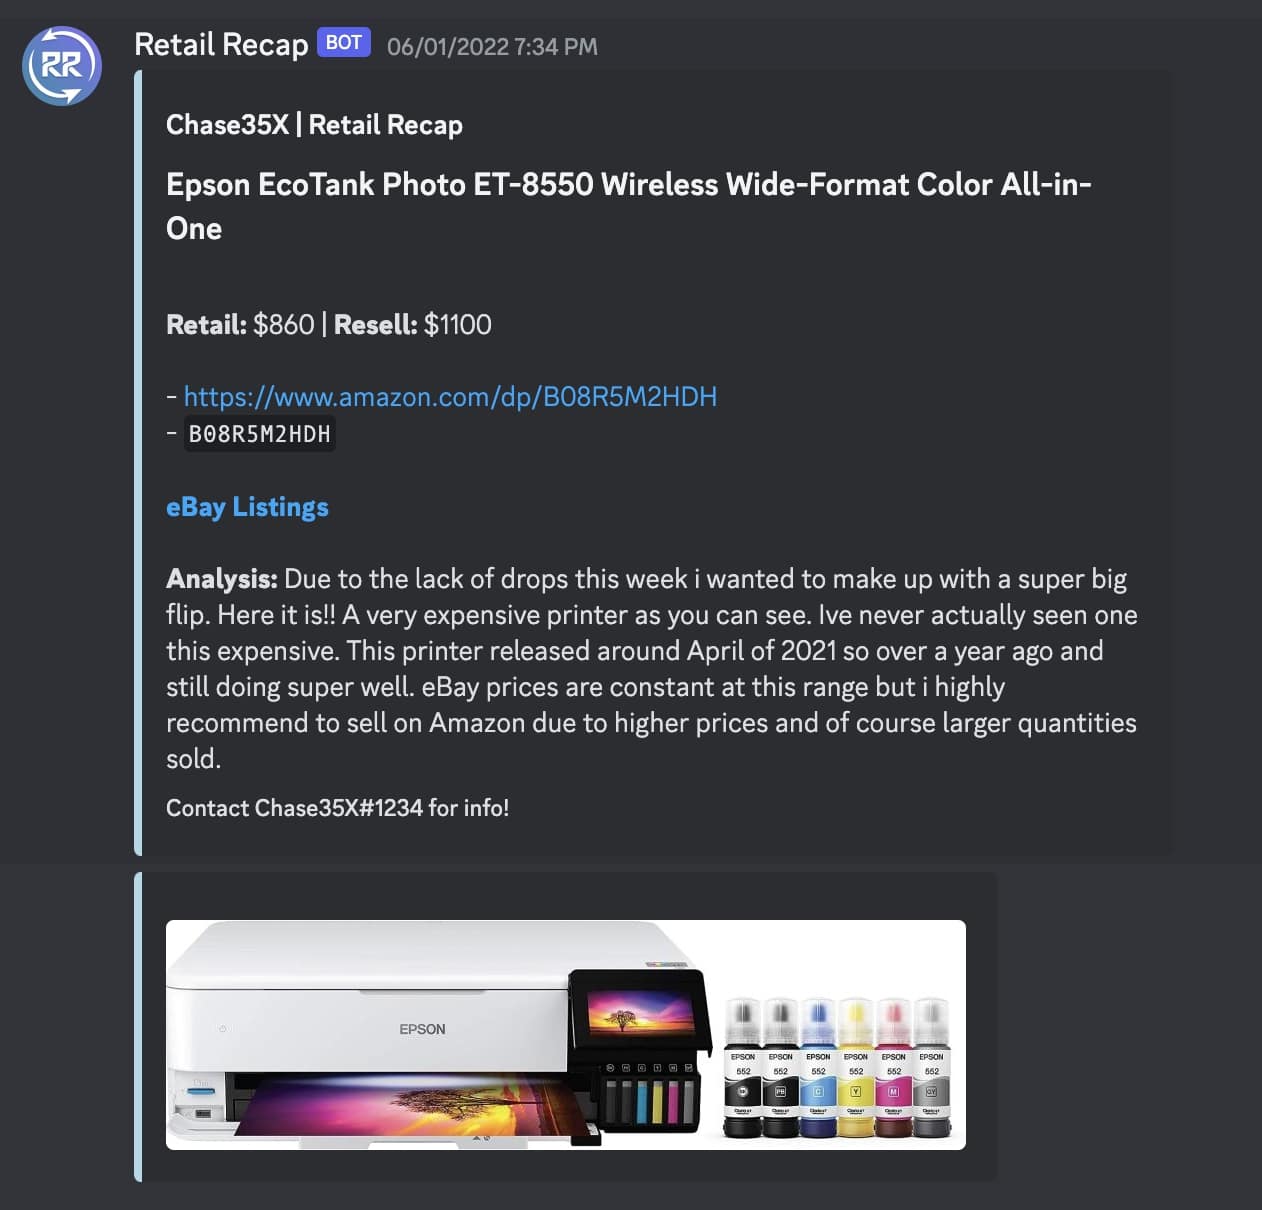 RR
Retail Recap BOT 06/01/2022 7:34 PM
Chase35X | Retail Recap
Epson EcoTank Photo ET-8550 Wireless Wide-Format Color All-in-
One
Retail: $860 | Resell: $1100
- https://www.amazon.com/dp/B08R5M2HDH
- B08R5M2HDH
eBay Listings
Analysis: Due to the lack of drops this week i wanted to make up with a super big
flip. Here it is!! A very expensive printer as you can see. Ive never actually seen one
this expensive. This printer released around April of 2021 so over a year ago and
still doing super well. eBay prices are constant at this range but i highly
recommend to sell on Amazon due to higher prices and of course larger quantities
sold.
Contact Chase35X#1234 for info!
EPSON
EPSON EPSON EPSON EPSON EPSON EPSON
552 552 552 552 552 552
PB C Y M GY